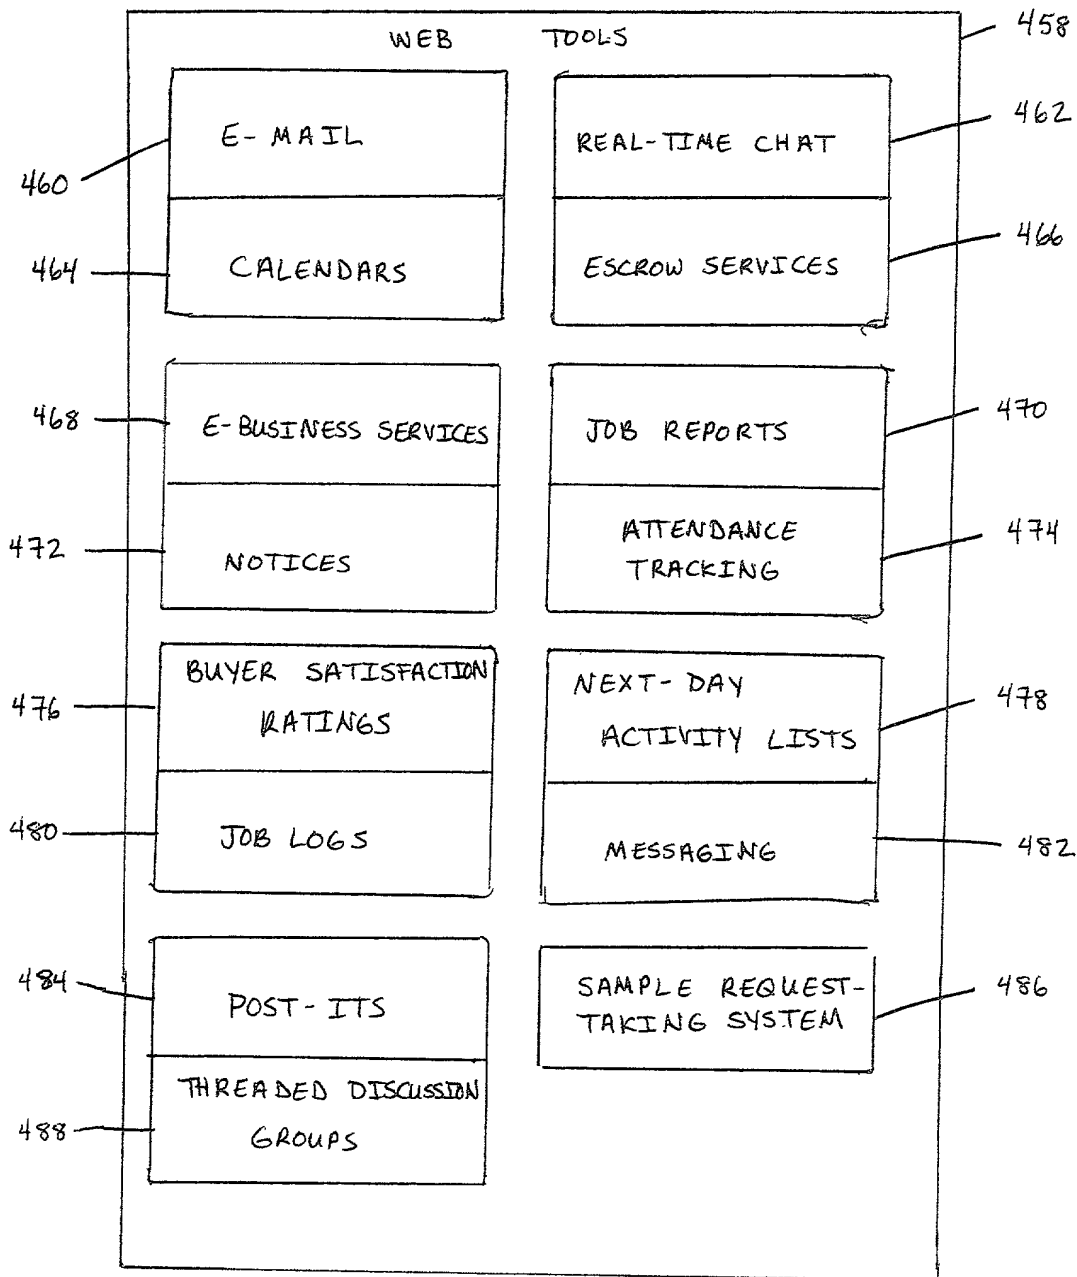 WEB TOOLS
458
E-MAIL
460
REAL-TIME CHAT
462
CALENDARS
464
ESCROW SERVICES
466
E-BUSINESS SERVICES
468
JOB REPORTS
470
NOTICES
472
ATTENDANCE
TRACKING
474
BUYER SATISFACTION
RATINGS
476
NEXT-DAY
ACTIVITY LISTS
478
JOB LOGS
480
MESSAGING
482
POST-ITS
484
SAMPLE REQUEST-
TAKING SYSTEM
486
THREADED DISCUSSION
GROUPS
488